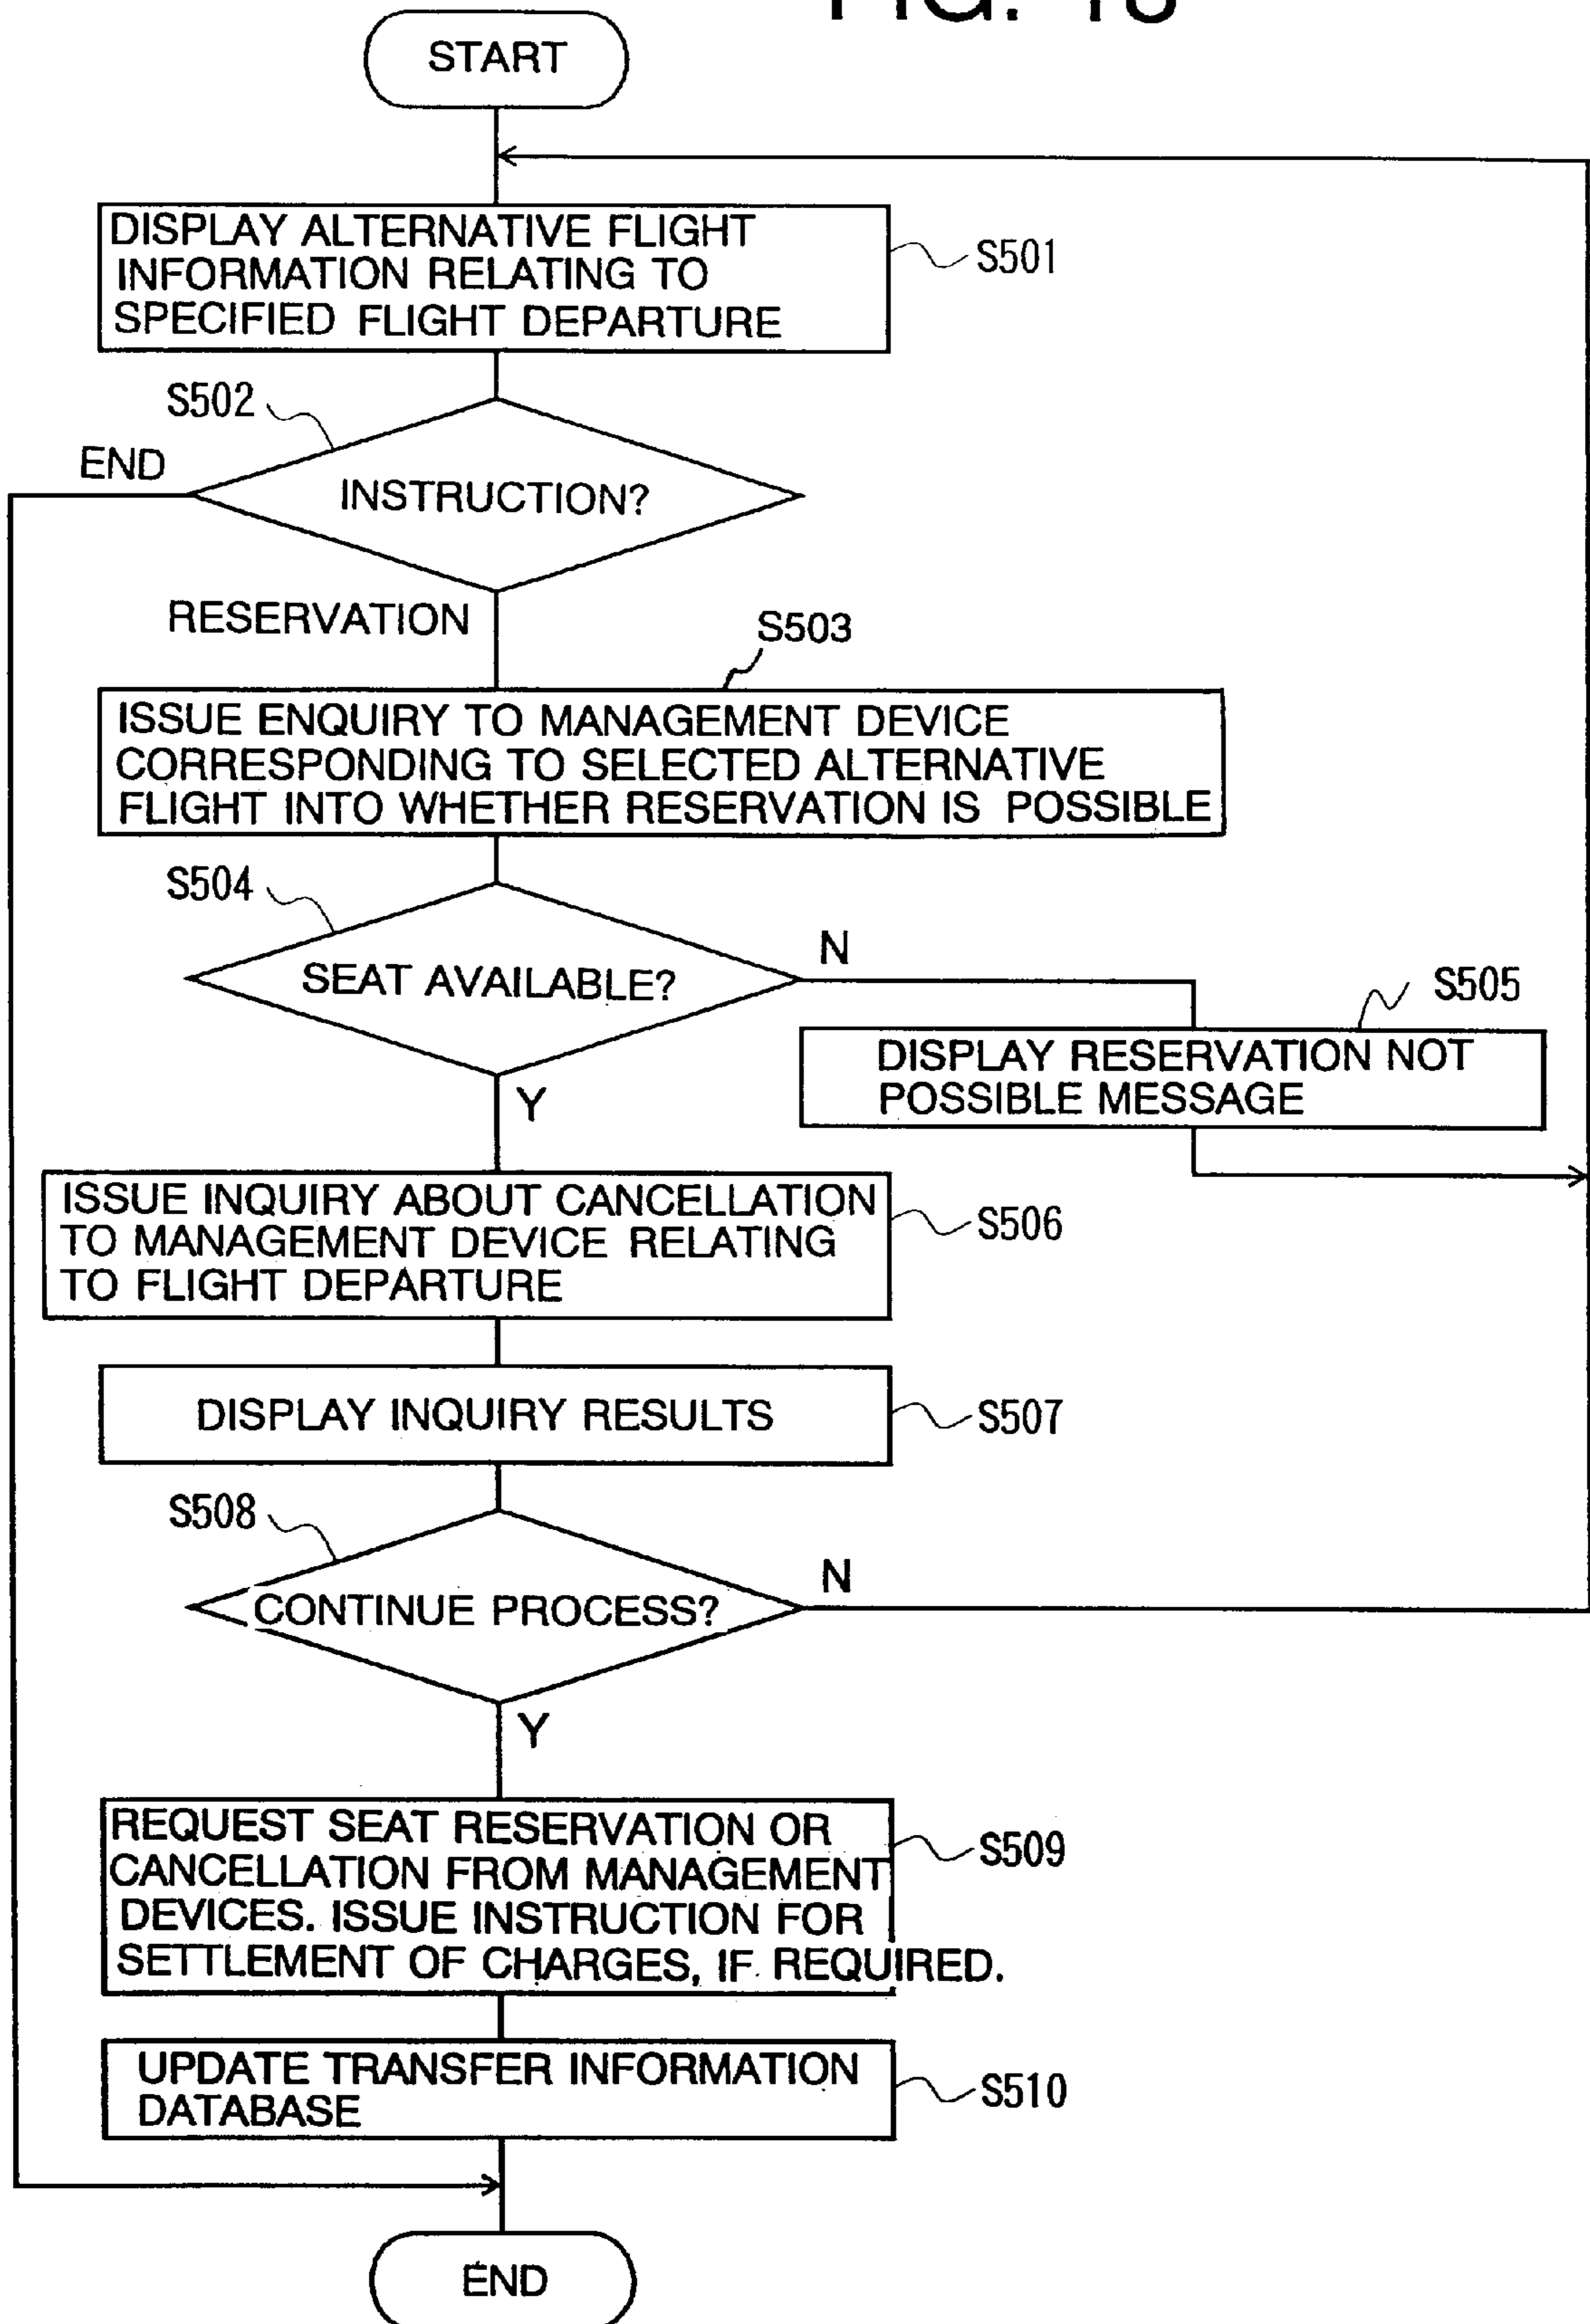 START
DISPLAY ALTERNATIVE FLIGHT
INFORMATION RELATING TO
SPECIFIED FLIGHT DEPARTURE
S501
S502
END
INSTRUCTION?
RESERVATION
S503
ISSUE ENQUIRY TO MANAGEMENT DEVICE
CORRESPONDING TO SELECTED ALTERNATIVE
FLIGHT INTO WHETHER RESERVATION IS POSSIBLE
S504
SEAT AVAILABLE?
N
S505
DISPLAY RESERVATION NOT
POSSIBLE MESSAGE
Y
ISSUE INQUIRY ABOUT CANCELLATION
TO MANAGEMENT DEVICE RELATING
TO FLIGHT DEPARTURE
S506
DISPLAY INQUIRY RESULTS
S507
S508
CONTINUE PROCESS?
N
Y
REQUEST SEAT RESERVATION OR
CANCELLATION FROM MANAGEMENT
DEVICES. ISSUE INSTRUCTION FOR
SETTLEMENT OF CHARGES, IF REQUIRED.
S509
UPDATE TRANSFER INFORMATION
DATABASE
S510
END